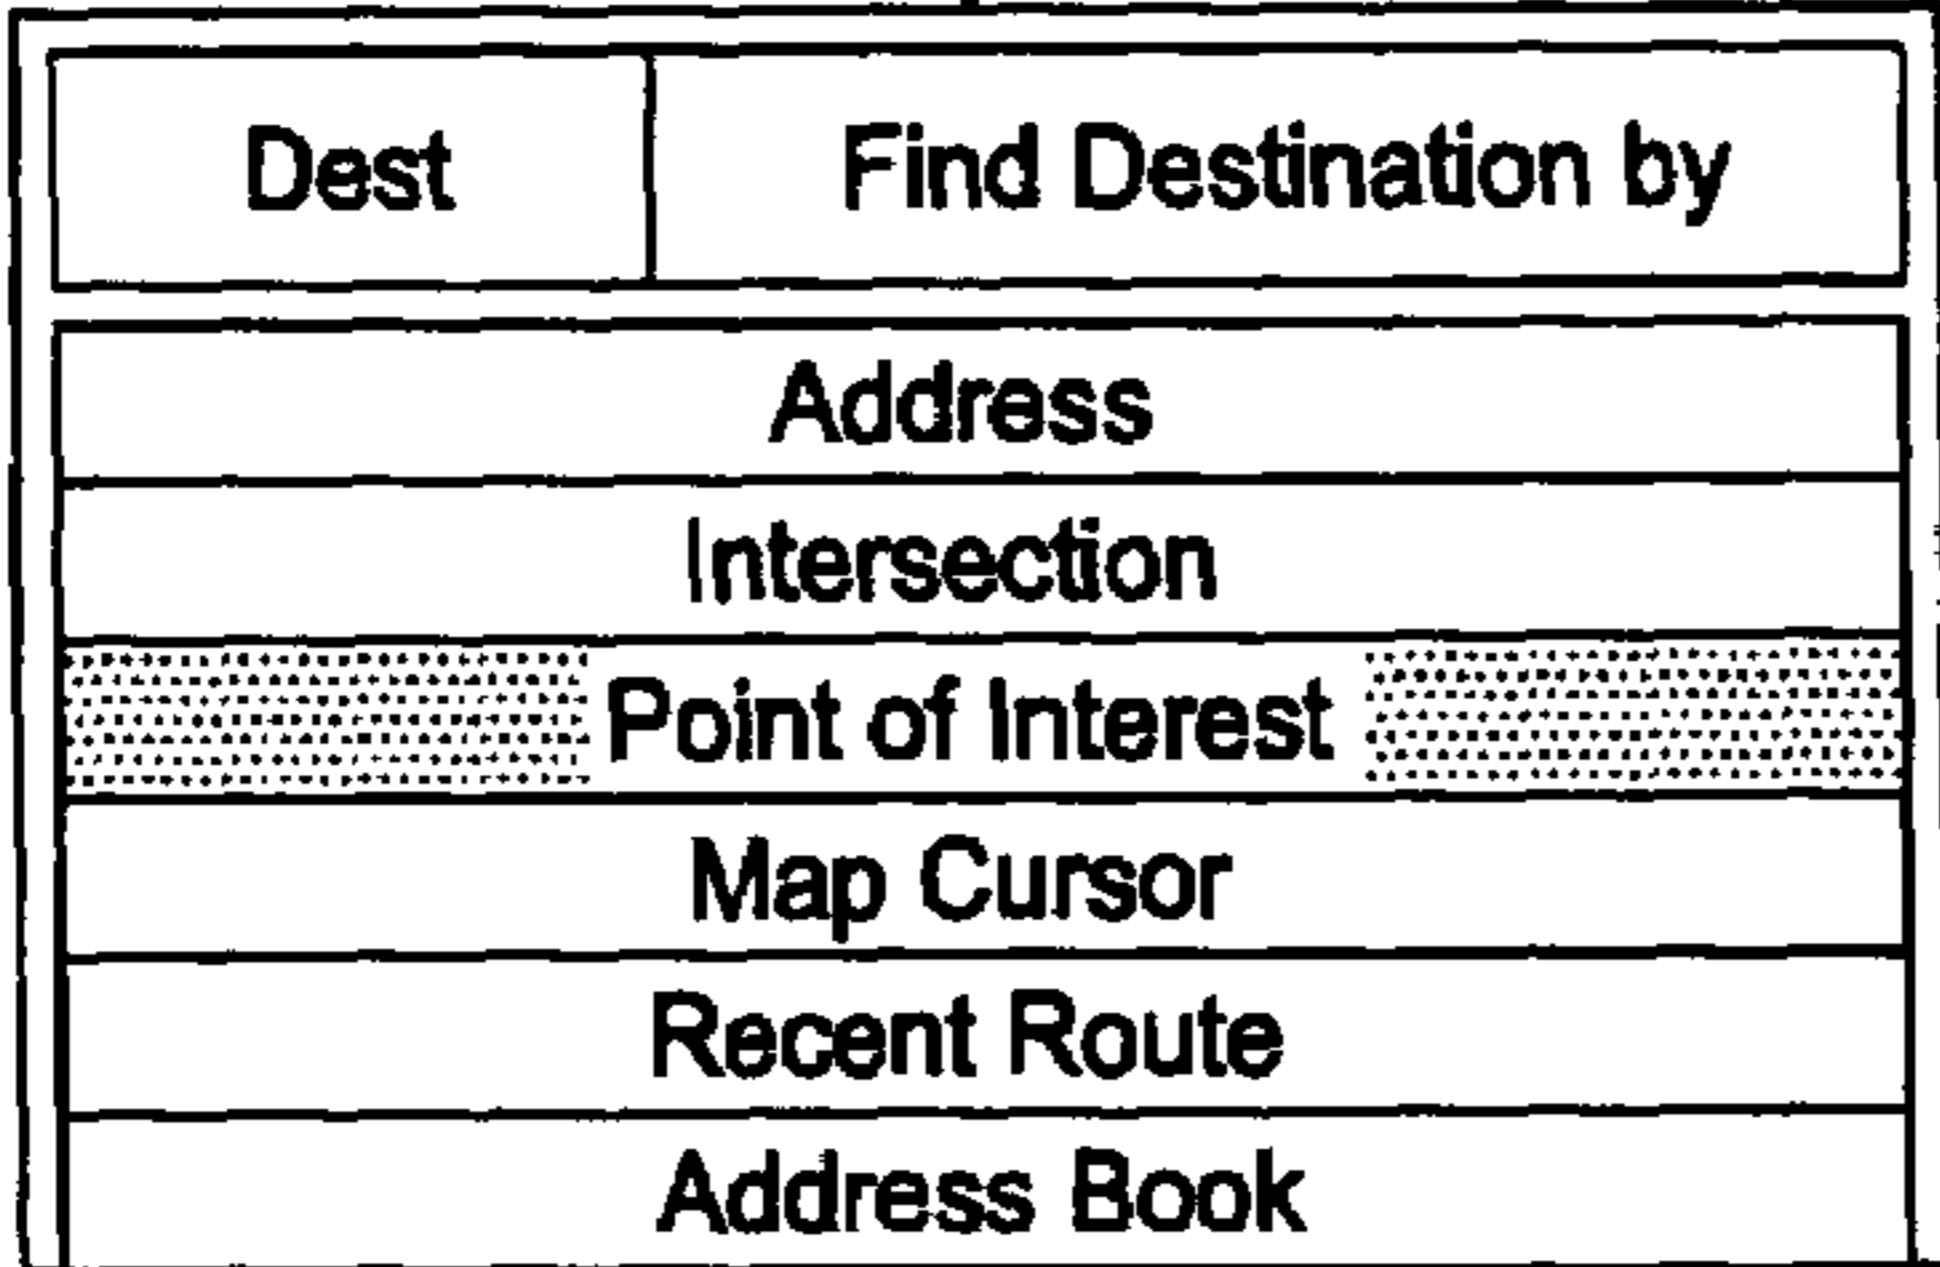 Dest Find Destination by
Address
Intersection
Point of Interest
Map Cursor
Recent Route
Address Book